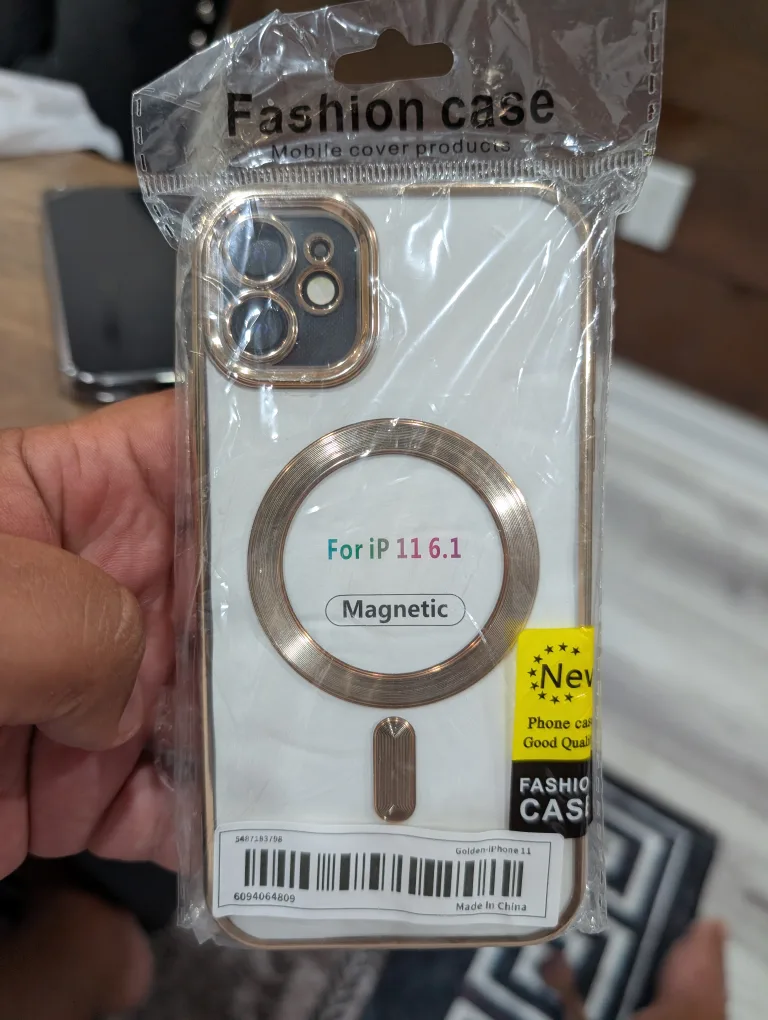 Fashion case
Mobile cover products
For iP 11 6.1
Magnetic
New
Phone cas
Good Quali
FASHIO
CAS
5487183798
Golden-iPhone 11
6094064809
Made In China